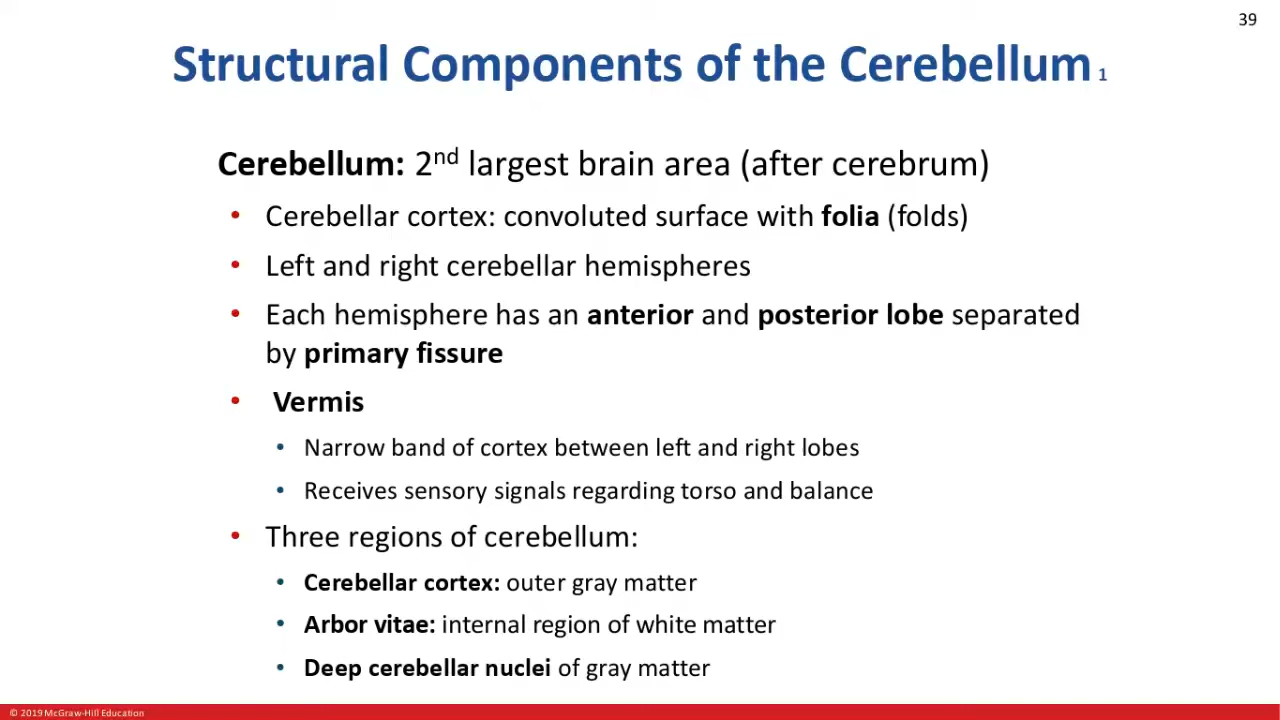 39
Structural Components of the Cerebellum 1
Cerebellum: 2nd largest brain area (after cerebrum)
• Cerebellar cortex: convoluted surface with folia (folds)
• Left and right cerebellar hemispheres
• Each hemisphere has an anterior and posterior lobe separated
by primary fissure
• Vermis
• Narrow band of cortex between left and right lobes
• Receives sensory signals regarding torso and balance
• Three regions of cerebellum:
• Cerebellar cortex: outer gray matter
• Arbor vitae: internal region of white matter
• Deep cerebellar nuclei of gray matter
© 2019 McGraw-Hill Education